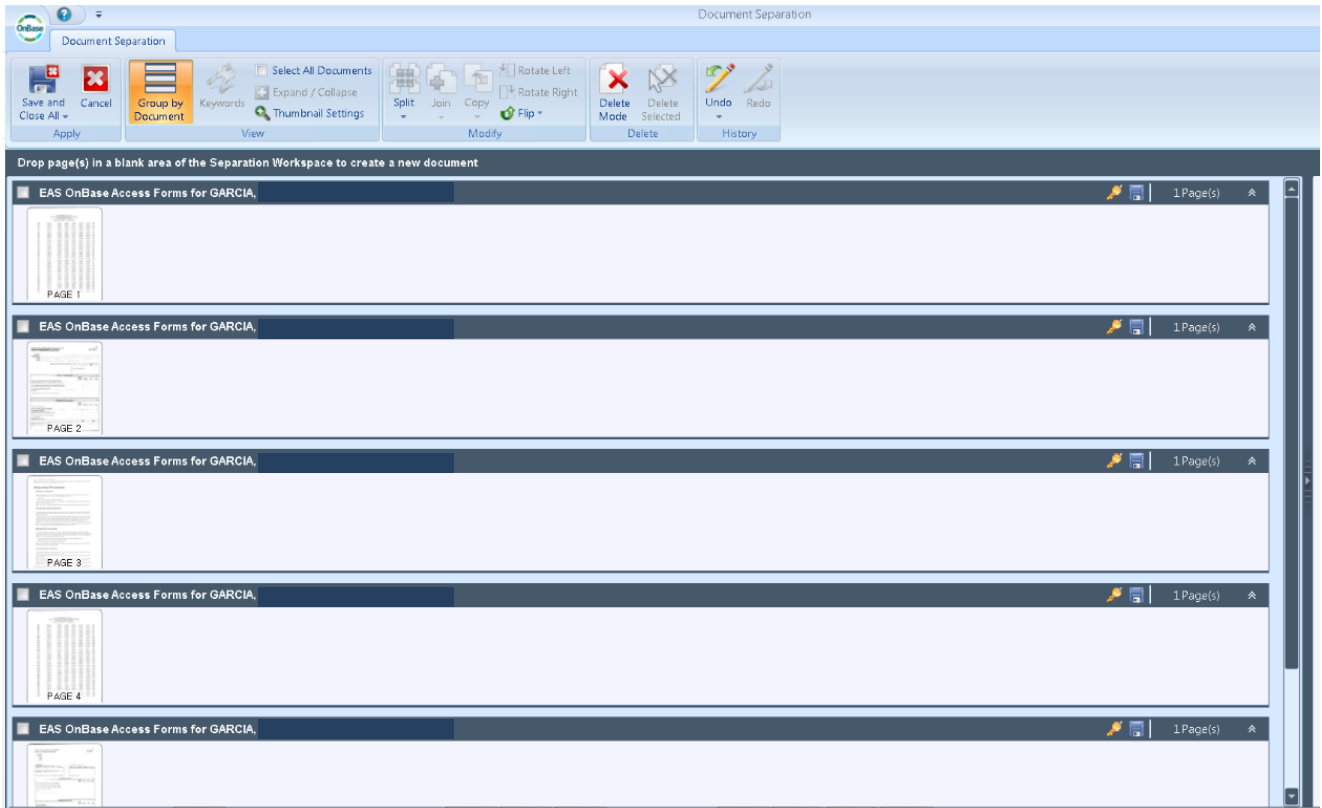 Document Separation
OnBase
Document Separation
Save and Close All
Cancel
Group by Document
Keywords
Select All Documents
Expand / Collapse
Thumbnail Settings
Split
Join
Copy
Rotate Left
Rotate Right
Flip
Delete Mode
Delete Selected
Undo
Redo
Apply
View
Modify
Delete
History
Drop page(s) in a blank area of the Separation Workspace to create a new document
EAS OnBase Access Forms for GARCIA, 1 Page(s)
PAGE 1
EAS OnBase Access Forms for GARCIA, 1 Page(s)
PAGE 2
EAS OnBase Access Forms for GARCIA, 1 Page(s)
PAGE 3
EAS OnBase Access Forms for GARCIA, 1 Page(s)
PAGE 4
EAS OnBase Access Forms for GARCIA, 1 Page(s)